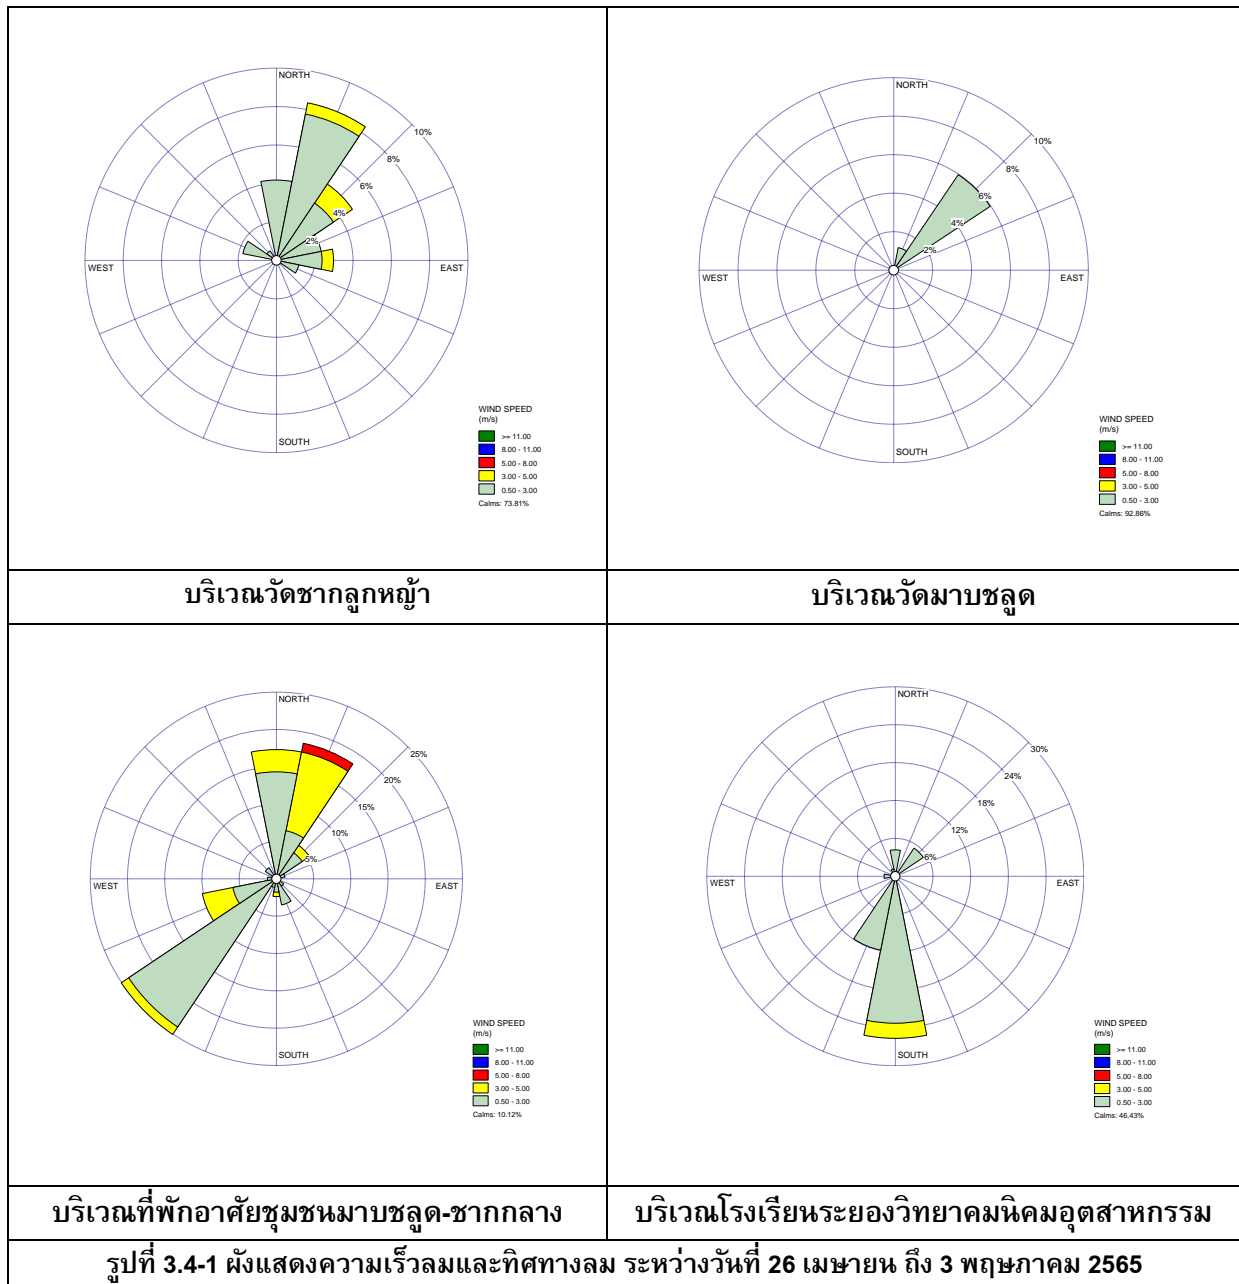 NORTH
10%
8%
6%
4%
2%
WEST
EAST
SOUTH
WIND SPEED
(m/s)
>= 11.00
8.00 - 11.00
5.00 - 8.00
3.00 - 5.00
0.50 - 3.00
Calms: 73.81%
NORTH
10%
8%
6%
4%
2%
WEST
EAST
SOUTH
WIND SPEED
(m/s)
>= 11.00
8.00 - 11.00
5.00 - 8.00
3.00 - 5.00
0.50 - 3.00
Calms: 92.86%
บริเวณวัดชากลูกหญ้า
บริเวณวัดมาบชลูด
NORTH
25%
20%
15%
10%
5%
WEST
EAST
SOUTH
WIND SPEED
(m/s)
>= 11.00
8.00 - 11.00
5.00 - 8.00
3.00 - 5.00
0.50 - 3.00
Calms: 10.12%
NORTH
30%
24%
18%
12%
6%
WEST
EAST
SOUTH
WIND SPEED
(m/s)
>= 11.00
8.00 - 11.00
5.00 - 8.00
3.00 - 5.00
0.50 - 3.00
Calms: 46.43%
บริเวณที่พักอาศัยชุมชนมาบชลูด-ชากกลาง
บริเวณโรงเรียนระยองวิทยาคมนิคมอุตสาหกรรม
รูปที่ 3.4-1 ผังแสดงความเร็วลมและทิศทางลม ระหว่างวันที่ 26 เมษายน ถึง 3 พฤษภาคม 2565